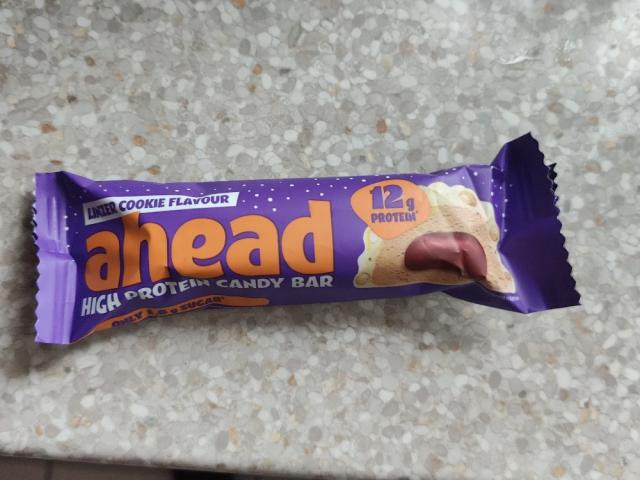 LINZER COOKIE FLAVOUR
ahead
HIGH PROTEIN CANDY BAR
ONLY SUGAR*
12g
PROTEIN*